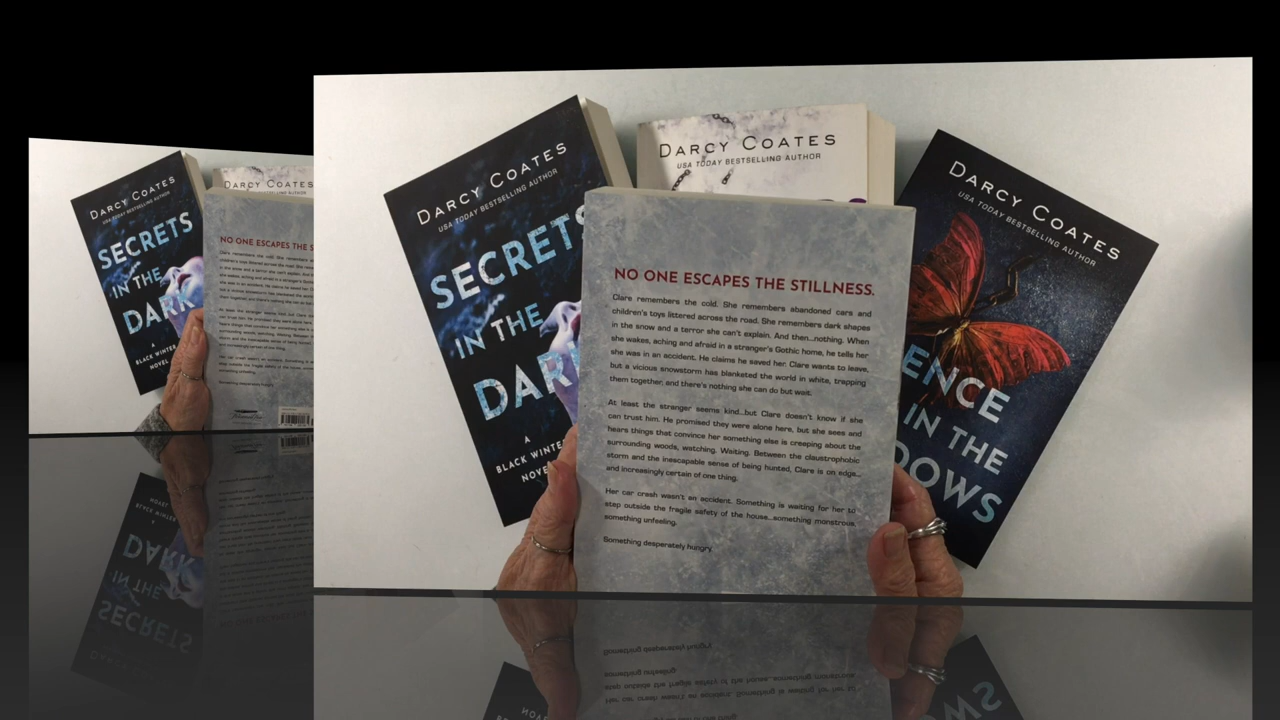 DARCY COATES
USA TODAY BESTSELLING AUTHOR
SECRETS
IN THE
DARK
A
BLACK WINTER
NOVEL
DARCY COATES
DARCY COATES
USA TODAY BESTSELLING AUTHOR
SECRETS
IN THE
DARK
A
BLACK WINTE
NOVE
DARCY COATES
USA TODAY BESTSELLING AUTHOR
NO ONE ESCAPES THE STILLNESS.
Clare remembers the cold. She remembers abandoned cars and
children's toys littered across the road. She remembers dark shapes
in the snow and a terror she can't explain. And then...nothing. When
she wakes, aching and afraid in a stranger's Gothic home, he tells her
she was in an accident. He claims he saved her. Clare wants to leave,
but a vicious snowstorm has blanketed the world in white, trapping
them together, and there's nothing she can do but wait.
At least the stranger seems kind...but Clare doesn't know if she
can trust him. He promised they were alone here, but she sees and
hears things that convince her something else is creeping about the
surrounding woods, watching. Waiting. Between the claustrophobic
storm and the inescapable sense of being hunted, Clare is on edge...
and increasingly certain of one thing.
Her car crash wasn't an accident. Something is waiting for her to
step outside the fragile safety of the house...something monstrous,
something unfeeling.
Something desperately hungry.
DARCY COATES
USA TODAY BESTSELLING AUTHOR
ENCE
IN THE
DOWS
NO ONE ESCAPES THE S